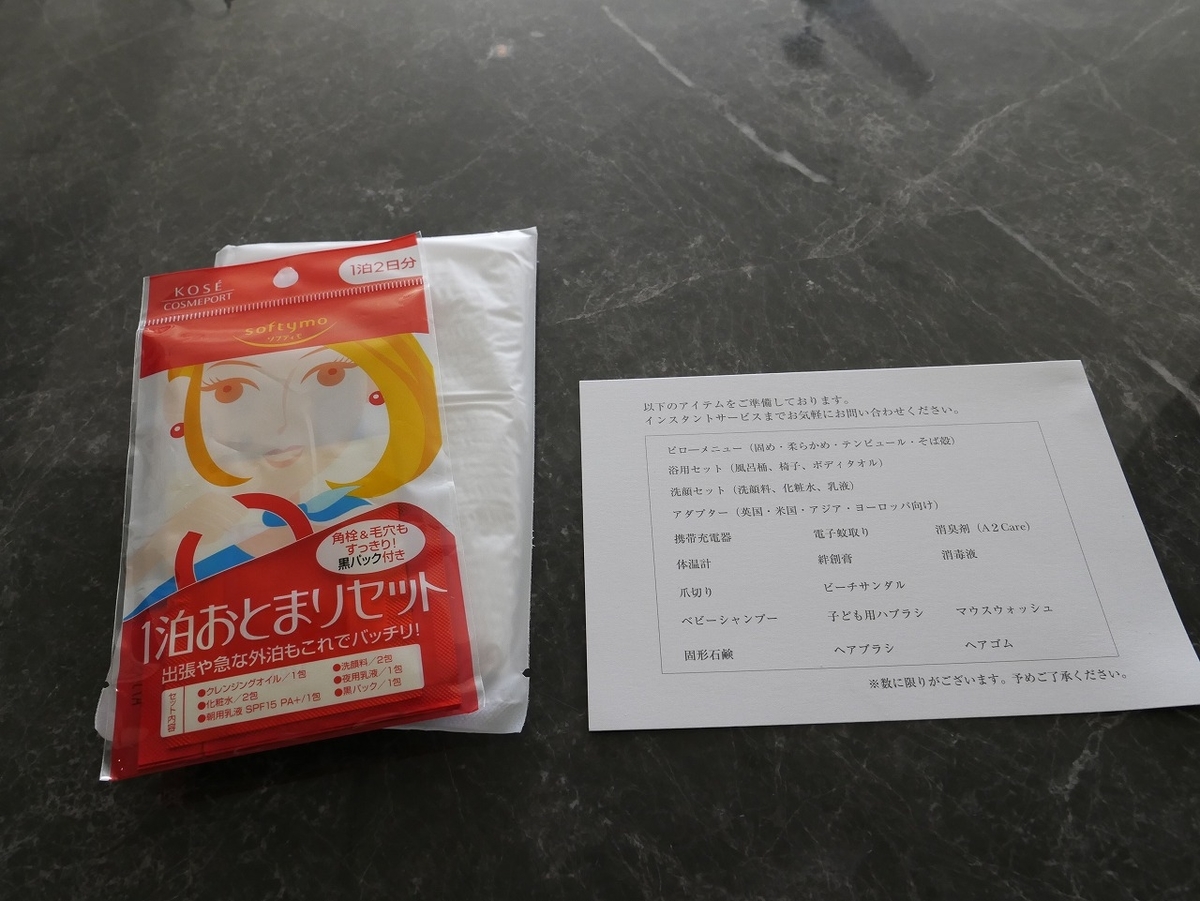 KOSÉ
COSMEPORT
1泊2日分
softymo
ソフティモ
角栓&毛穴も
すっきり!
黒パック付き
1泊おとまりセット
出張や急な外泊もこれでバッチリ!
セット内容
●クレンジングオイル/1包
●洗顔料/2包
●化粧水/2包
●夜用乳液/1包
●朝用乳液 SPF15 PA+/1包
●黒パック/1包
以下のアイテムをご準備しております。
インスタントサービスまでお気軽にお問い合わせください。
ピローメニュー(固め・柔らかめ・テンピュール・そば殻)
浴用セット(風呂桶、椅子、ボディタオル)
洗顔セット(洗顔料、化粧水、乳液)
アダプター(英国・米国・アジア・ヨーロッパ向け)
携帯充電器 電子蚊取り 消臭剤(A2Care)
体温計 絆創膏 消毒液
爪切り ビーチサンダル
ベビーシャンプー 子ども用ハブラシ マウスウォッシュ
固形石鹸 ヘアブラシ ヘアゴム
※数に限りがございます。予めご了承ください。